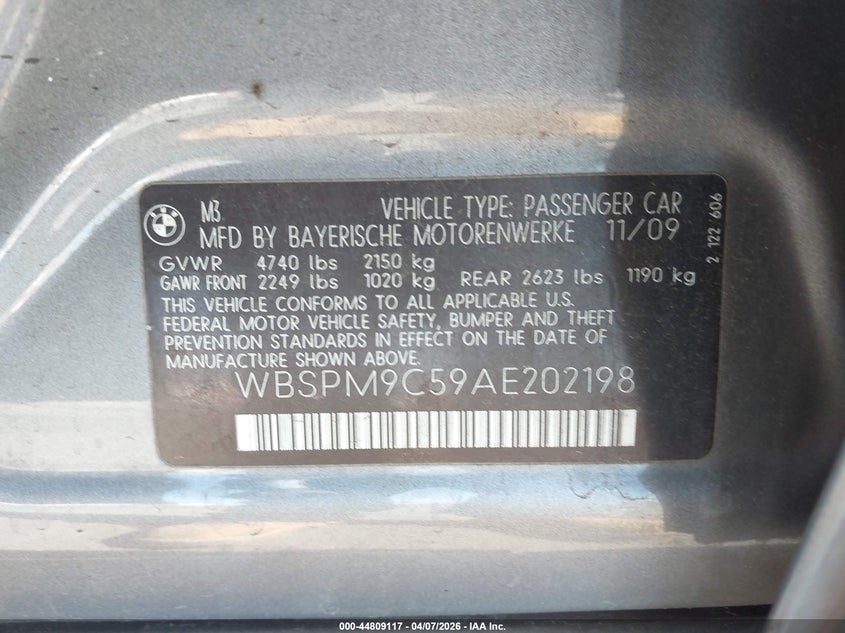 BMW
M3 VEHICLE TYPE: PASSENGER CAR
MFD BY BAYERISCHE MOTORENWERKE 11/09
GVWR 4740 lbs 2150 kg
GAWR FRONT 2249 lbs 1020 kg REAR 2623 lbs 1190 kg
THIS VEHICLE CONFORMS TO ALL APPLICABLE U.S.
FEDERAL MOTOR VEHICLE SAFETY, BUMPER AND THEFT
PREVENTION STANDARDS IN EFFECT ON THE DATE OF
MANUFACTURE SHOWN ABOVE.
WBSPM9C59AE202198
2 122 606
000-44809117 - 04/07/2026 - IAA Inc.